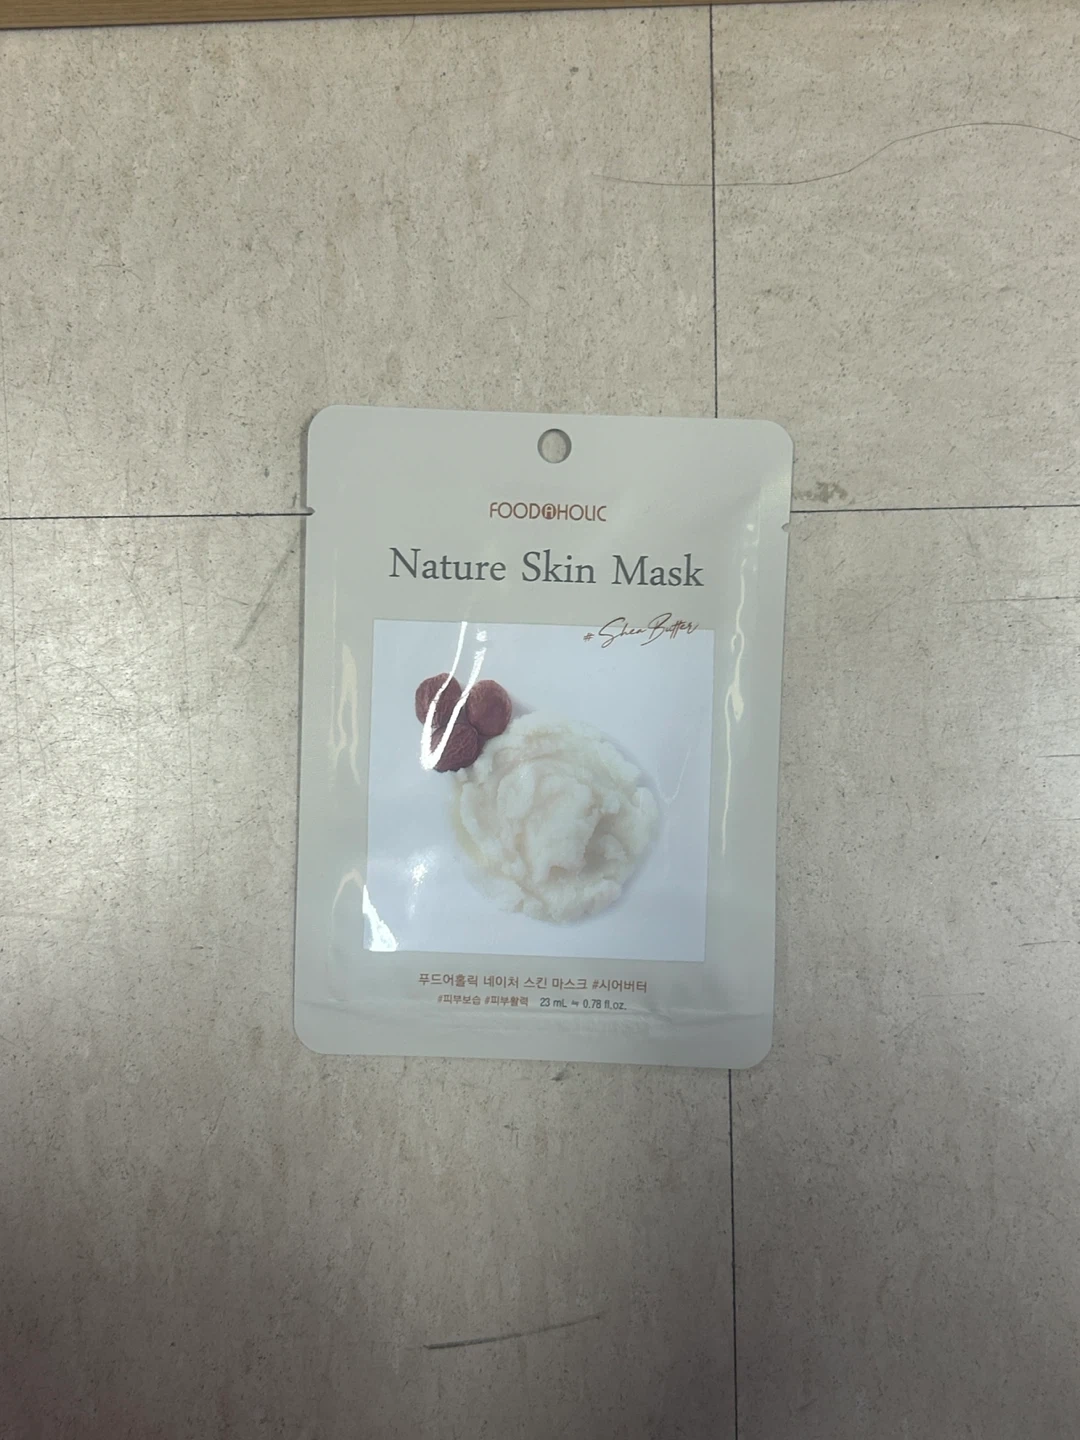 FOODAHOLIC
Nature Skin Mask
# Shea Butter
푸드어홀릭 네이처 스킨 마스크 #시어버터
#피부보습 #피부활력 23 mL ≒ 0.78 fl.oz.